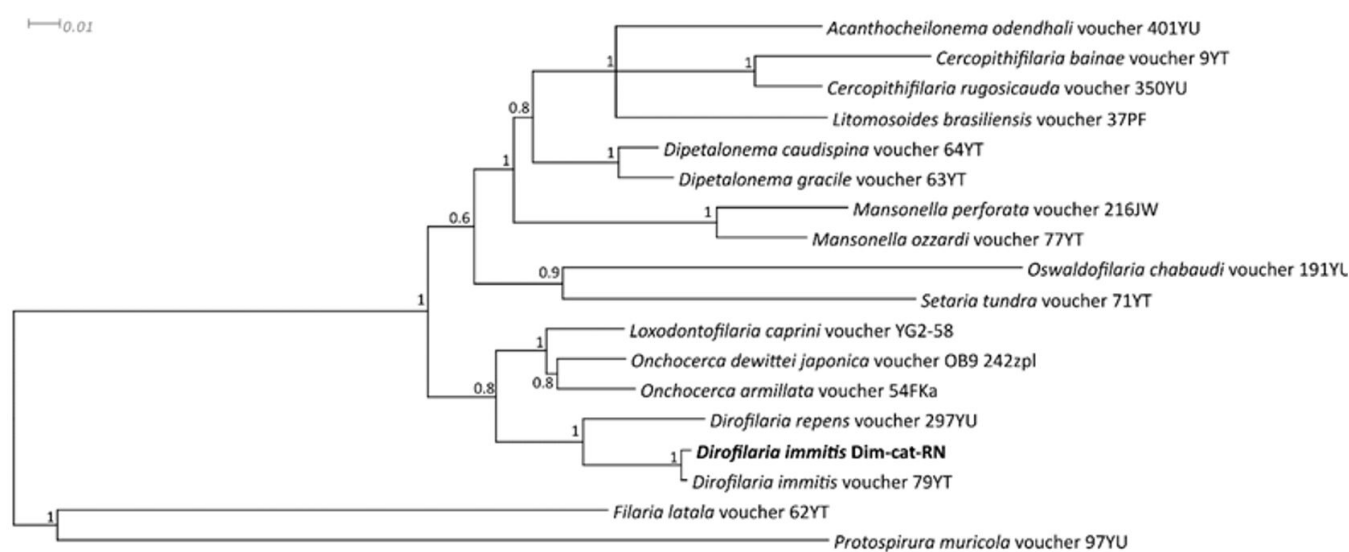 0.01
Acanthocheilonema odendhali voucher 401YU
1
1
Cercopithifilaria bainae voucher 9YT
Cercopithifilaria rugosicauda voucher 350YU
0.8
Litomosoides brasiliensis voucher 37PF
1
Dipetalonema caudispina voucher 64YT
1
Dipetalonema gracile voucher 63YT
1
Mansonella perforata voucher 216JW
0.6
Mansonella ozzardi voucher 77YT
0.9
Oswaldofilaria chabaudi voucher 191YU
1
Setaria tundra voucher 71YT
Loxodontofilaria caprini voucher YG2-58
1
Onchocerca dewittei japonica voucher OB9 242zpl
0.8
0.8
Onchocerca armillata voucher 54FKa
Dirofilaria repens voucher 297YU
1
Dirofilaria immitis Dim-cat-RN
1
Dirofilaria immitis voucher 79YT
Filaria latala voucher 62YT
1
Protospirura muricola voucher 97YU